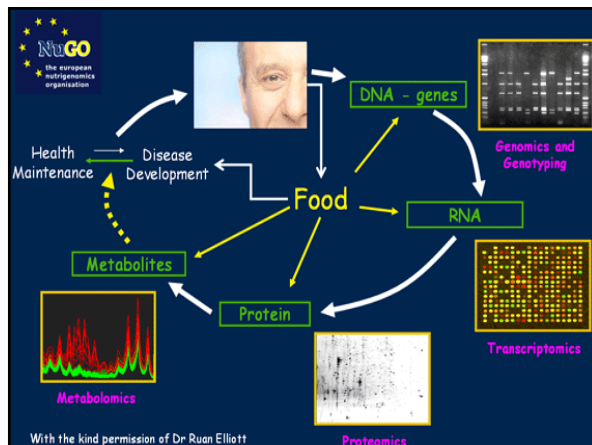 NuGO
the european
nutrigenomics
organisation
DNA - genes
Genomics and
Genotyping
Health
Maintenance
Disease
Development
Food
RNA
Metabolites
Protein
Transcriptomics
Metabolomics
Proteomics
With the kind permission of Dr Ruan Elliott